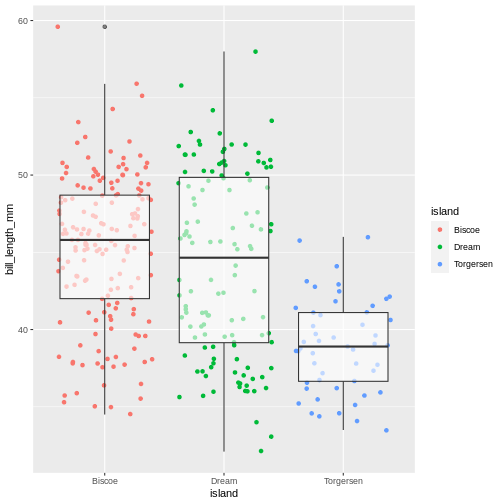 60
50
40
bill_length_mm
Biscoe
Dream
Torgersen
island
island
Biscoe
Dream
Torgersen